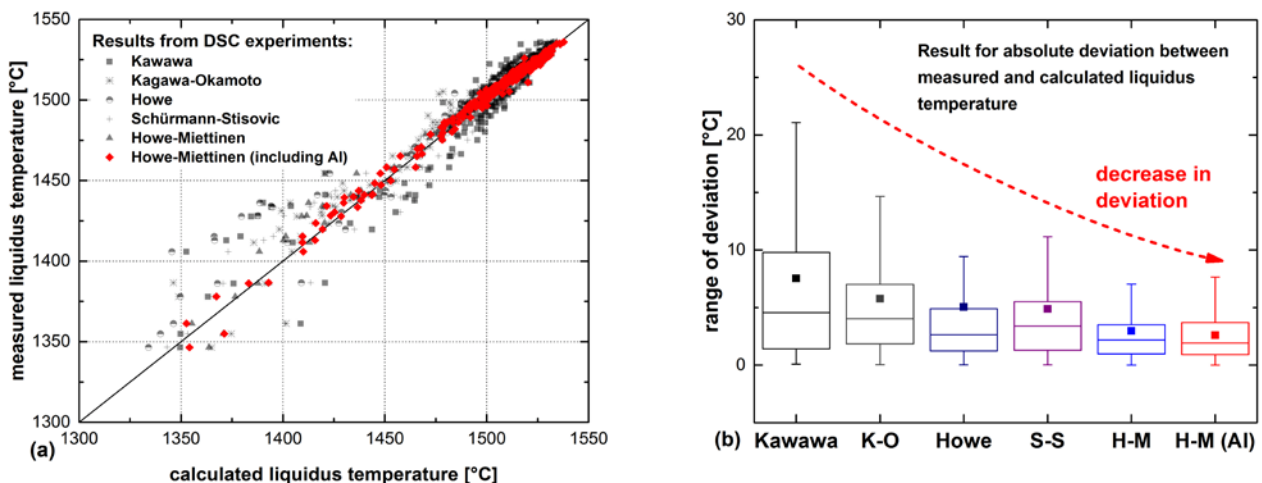 1550
1500
1450
1400
1350
1300
measured liquidus temperature [°C]
Results from DSC experiments:
Kawawa
Kagawa-Okamoto
Howe
Schürmann-Stisovic
Howe-Miettinen
Howe-Miettinen (including Al)
1300 1350 1400 1450 1500 1550
(a)
calculated liquidus temperature [°C]
30
20
10
0
range of deviation [°C]
Result for absolute deviation between
measured and calculated liquidus
temperature
decrease in
deviation
(b)
Kawawa K-O Howe S-S H-M H-M (Al)